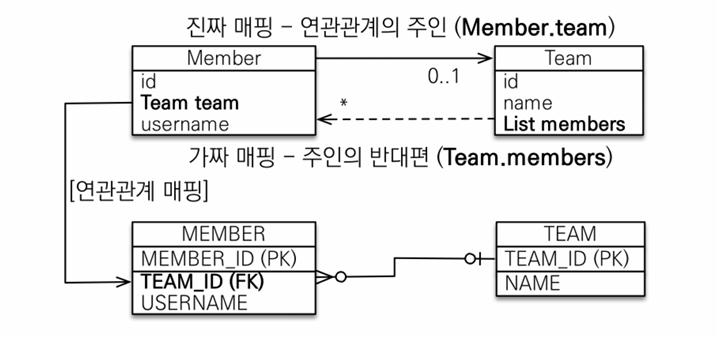 진짜 매핑 - 연관관계의 주인 (Member.team)
Member
id
Team team
username
0..1
*
Team
id
name
List members
가짜 매핑 - 주인의 반대편 (Team.members)
[연관관계 매핑]
MEMBER
MEMBER_ID (PK)
TEAM_ID (FK)
USERNAME
TEAM
TEAM_ID (PK)
NAME